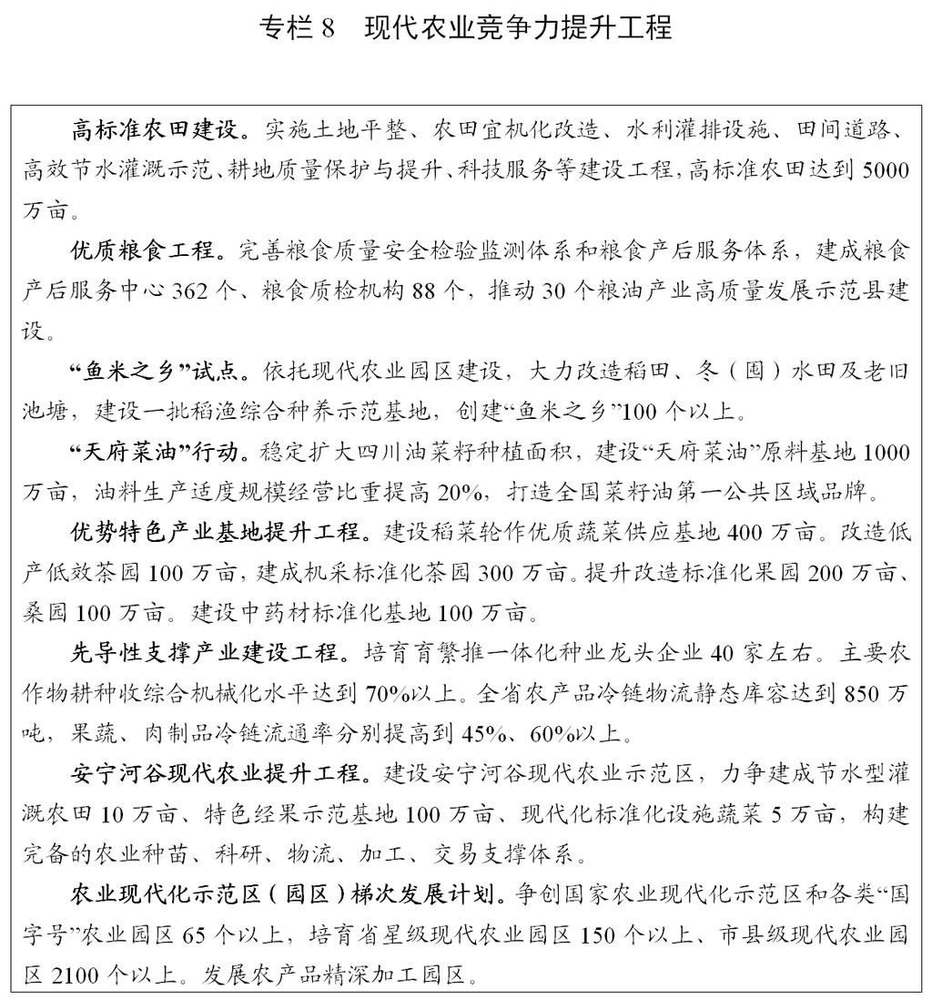 专栏 8　现代农业竞争力提升工程
高标准农田建设。实施土地平整、农田宜机化改造、水利灌排设施、田间道路、
高效节水灌溉示范、耕地质量保护与提升、科技服务等建设工程，高标准农田达到 5000
万亩。
优质粮食工程。完善粮食质量安全检验监测体系和粮食产后服务体系，建成粮食
产后服务中心 362 个、粮食质检机构 88 个，推动 30 个粮油产业高质量发展示范县建
设。
“鱼米之乡”试点。依托现代农业园区建设，大力改造稻田、冬（囤）水田及老旧
池塘，建设一批稻渔综合种养示范基地，创建“鱼米之乡”100 个以上。
“天府菜油”行动。稳定扩大四川油菜籽种植面积，建设“天府菜油”原料基地 1000
万亩，油料生产适度规模经营比重提高 20%，打造全国菜籽油第一公共区域品牌。
优势特色产业基地提升工程。建设稻菜轮作优质蔬菜供应基地 400 万亩。改造低
产低效茶园 100 万亩，建成机采标准化茶园 300 万亩。提升改造标准化果园 200 万亩、
桑园 100 万亩。建设中药材标准化基地 100 万亩。
先导性支撑产业建设工程。培育育繁推一体化种业龙头企业 40 家左右。主要农
作物耕种收综合机械化水平达到 70%以上。全省农产品冷链物流静态库容达到 850 万
吨，果蔬、肉制品冷链流通率分别提高到 45%、60%以上。
安宁河谷现代农业提升工程。建设安宁河谷现代农业示范区，力争建成节水型灌
溉农田 10 万亩、特色经果示范基地 100 万亩、现代化标准化设施蔬菜 5 万亩，构建
完备的农业种苗、科研、物流、加工、交易支撑体系。
农业现代化示范区（园区）梯次发展计划。争创国家农业现代化示范区和各类“国
字号”农业园区 65 个以上，培育省星级现代农业园区 150 个以上、市县级现代农业园
区 2100 个以上。发展农产品精深加工园区。